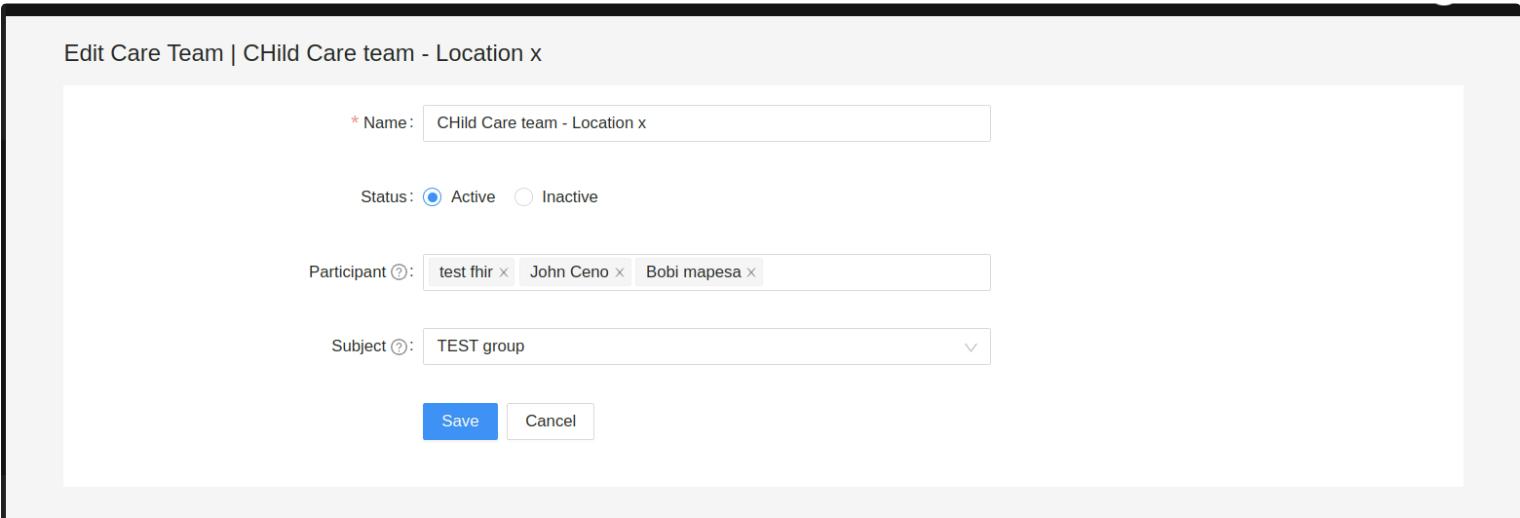 Edit Care Team | CHild Care team - Location x
* Name: CHild Care team - Location x
Status: Active Inactive
Participant ?: test fhir × John Ceno × Bobi mapesa ×
Subject ?: TEST group
Save Cancel